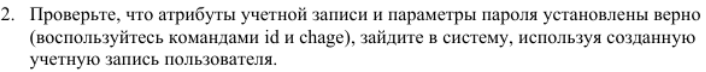 2. Проверьте, что атрибуты учетной записи и параметры пароля установлены верно
(воспользуйтесь командами id и chage), зайдите в систему, используя созданную
учетную запись пользователя.